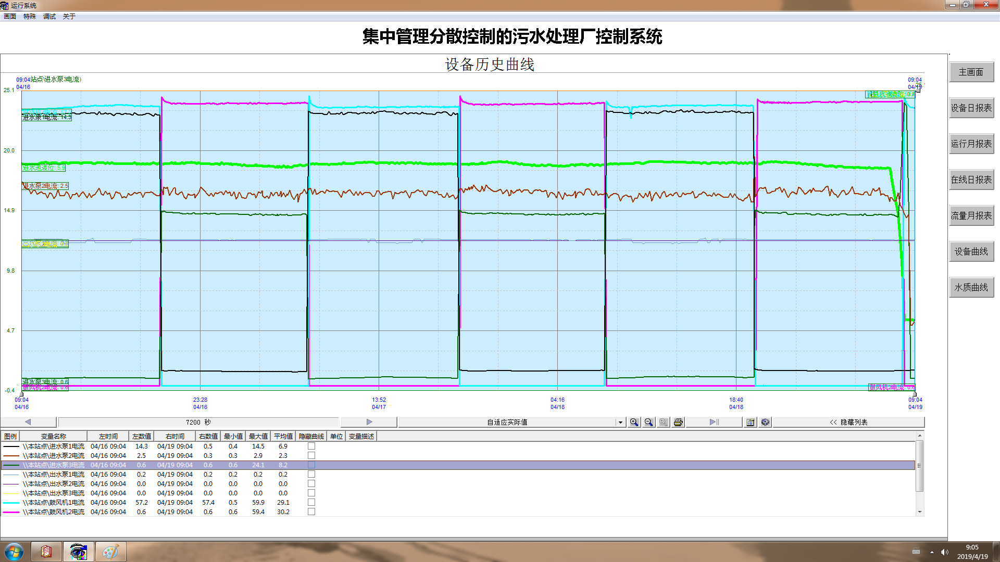 运行系统
画面 特殊 调试 关于
集中管理分散控制的污水处理厂控制系统
设备历史曲线
09:04 站点\进水泵3电流)
04/16
09:04
04/19
25.1
20.0
14.9
9.8
4.7
-0.4
进水泵1电流: 14.3
进水池液位: 5.9
进水泵2电流: 2.5
进水泵3电流: 0.6
鼓风机2电流: 0.6
鼓风机2电流: 0.6
09:04 23:28 13:52 04:16 18:40 09:04
04/16 04/16 04/17 04/18 04/18 04/19
7200 秒 自适应实际值 << 隐藏列表
图例 变量名称 左时间 左数值 右时间 右数值 最小值 最大值 平均值 隐藏曲线 单位 变量描述
\\本站点\进水泵1电流 04/16 09:04 14.3 04/19 09:04 0.5 0.4 14.5 6.9
\\本站点\进水泵2电流 04/16 09:04 2.5 04/19 09:04 0.3 0.3 2.9 2.3
\\本站点\进水泵3电流 04/16 09:04 0.6 04/19 09:04 0.6 0.6 24.1 8.2
\\本站点\出水泵1电流 04/16 09:04 0.2 04/19 09:04 0.2 0.2 0.2 0.2
\\本站点\出水泵2电流 04/16 09:04 0.0 04/19 09:04 0.0 0.0 0.0 0.0
\\本站点\出水泵3电流 04/16 09:04 0.0 04/19 09:04 0.0 0.0 0.0 0.0
\\本站点\鼓风机1电流 04/16 09:04 57.2 04/19 09:04 57.4 0.5 59.9 29.1
\\本站点\鼓风机2电流 04/16 09:04 0.6 04/19 09:04 0.6 0.6 59.4 30.2
主画面
设备日报表
运行月报表
在线日报表
流量月报表
设备曲线
水质曲线
9:05
2019/4/19